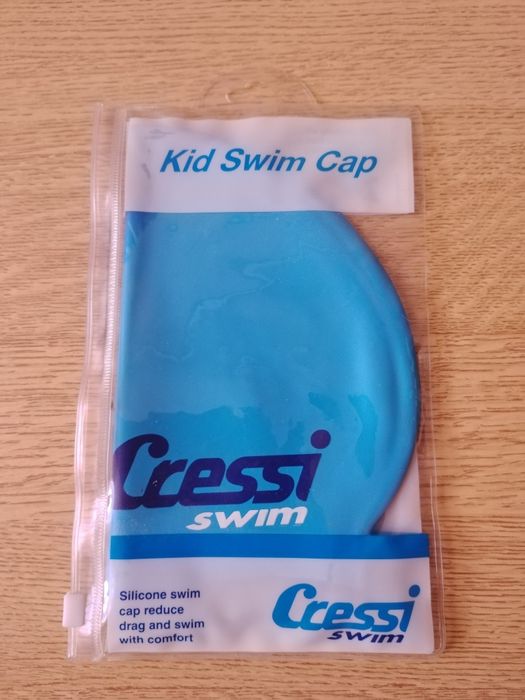 Kid Swim Cap
Cressi
swim
Silicone swim
cap reduce
drag and swim
with comfort
Cressi
swim